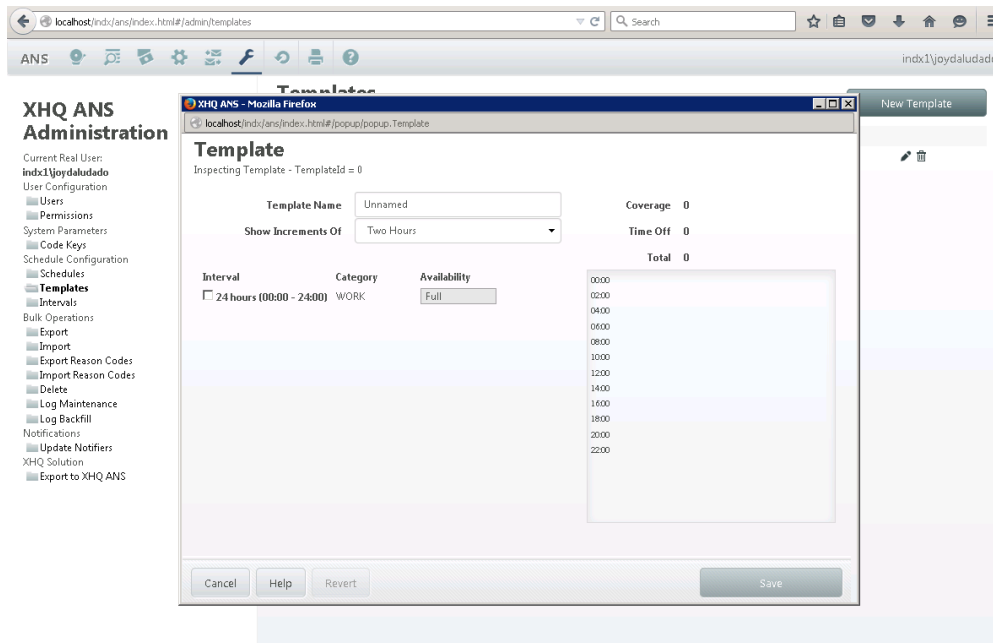 localhost/indx/ans/index.html#/admin/templates
Search
ANS
indx1\joydaludado
XHQ ANS
Administration
Current Real User:
indx1\joydaludado
User Configuration
Users
Permissions
System Parameters
Code Keys
Schedule Configuration
Schedules
Templates
Intervals
Bulk Operations
Export
Import
Export Reason Codes
Import Reason Codes
Delete
Log Maintenance
Log Backfill
Notifications
Update Notifiers
XHQ Solution
Export to XHQ ANS
Templates
New Template
XHQ ANS - Mozilla Firefox
localhost/indx/ans/index.html#/popup/popup.Template
Template
Inspecting Template - TemplateId = 0
Template Name Unnamed
Show Increments Of Two Hours
Coverage 0
Time Off 0
Total 0
Interval Category Availability
24 hours (00:00 - 24:00) WORK Full
00:00
02:00
04:00
06:00
08:00
10:00
12:00
14:00
16:00
18:00
20:00
22:00
Cancel Help Revert Save